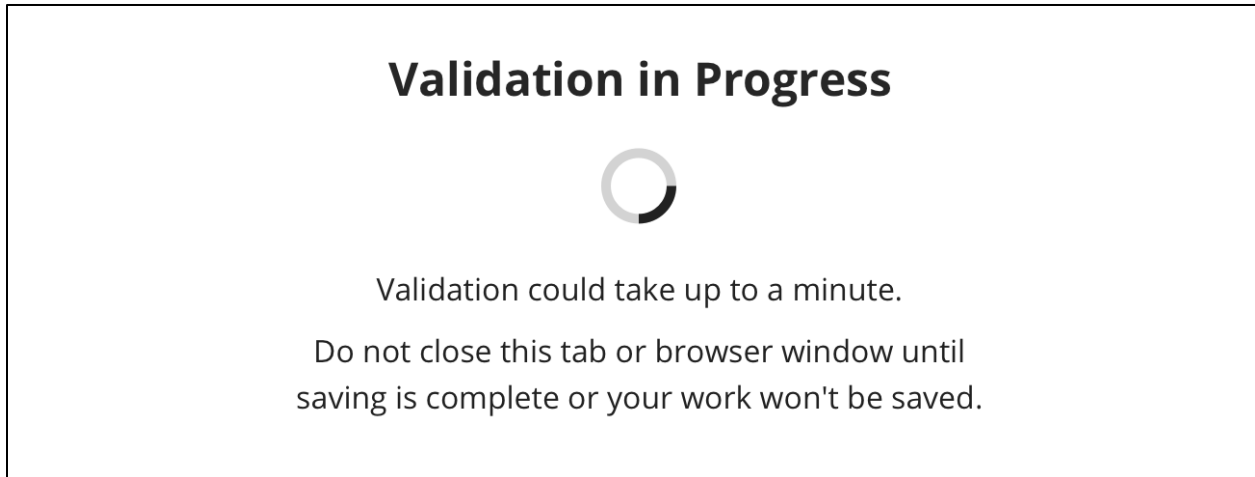 Validation in Progress
Validation could take up to a minute.
Do not close this tab or browser window until
saving is complete or your work won't be saved.